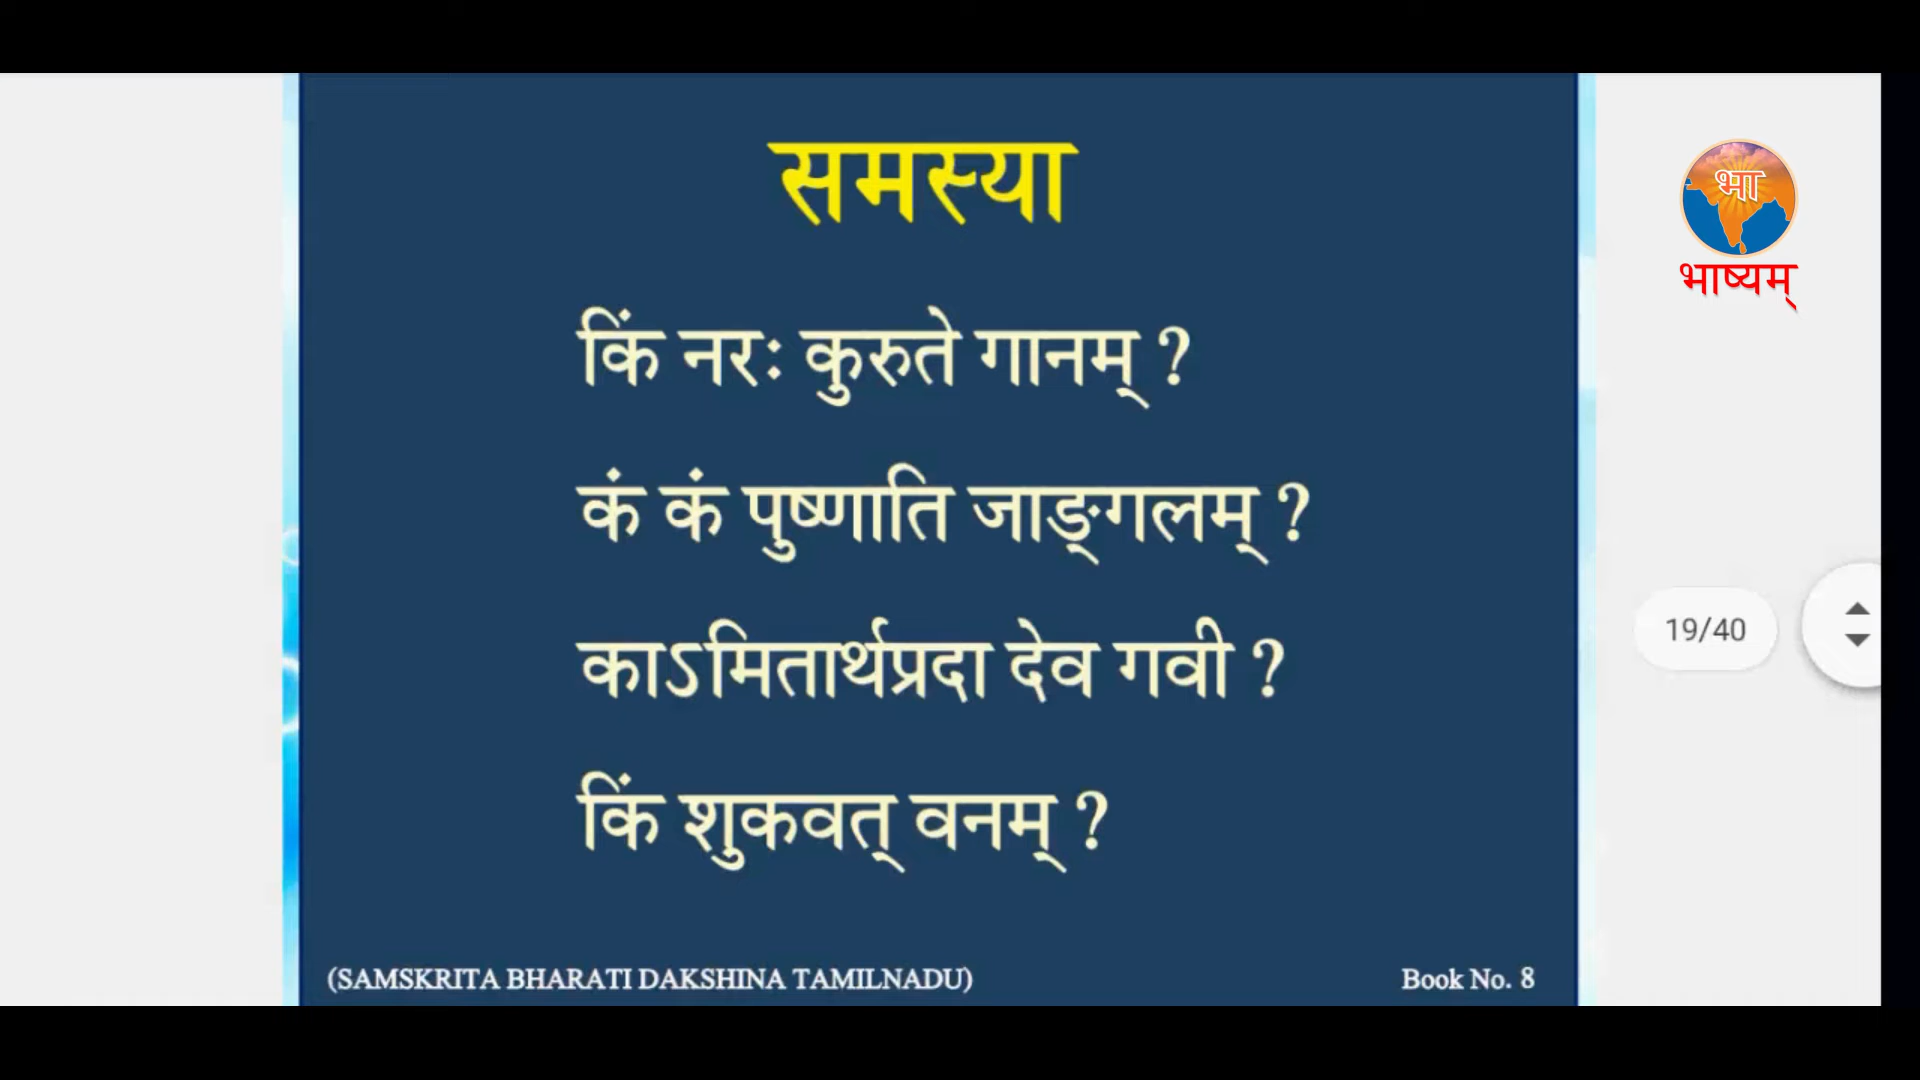 समस्या
भा
भाष्यम्
किं नरः कुरुते गानम् ?
कं कं पुष्णाति जाङ्गलम् ?
काऽमितार्थप्रदा देव गवी ?
19/40
किं शुकवत् वनम् ?
(SAMSKRITA BHARATI DAKSHINA TAMILNADU)
Book No. 8